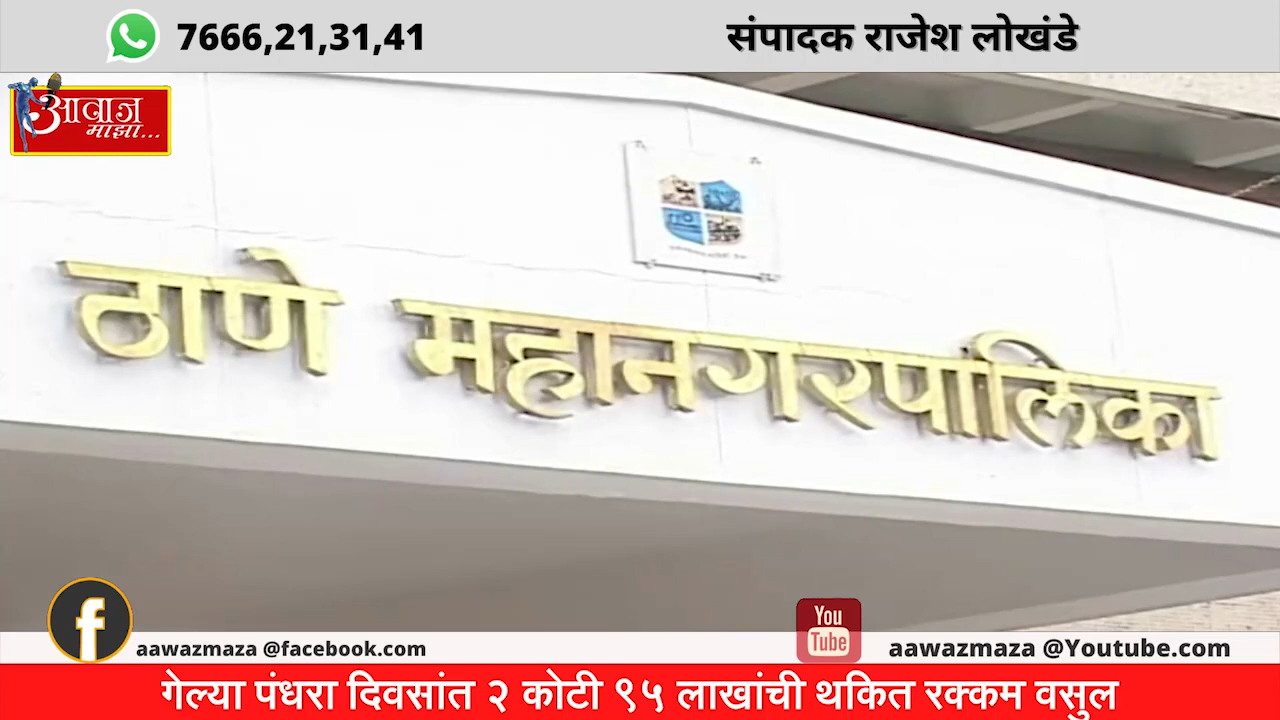 7666,21,31,41
संपादक राजेश लोखंडे
आवाज
माझा...
ठाणे महानगरपालिका
You
Tube
aawazmaza @facebook.com
aawazmaza @Youtube.com
गेल्या पंधरा दिवसांत २ कोटी ९५ लाखांची थकित रक्कम वसुल